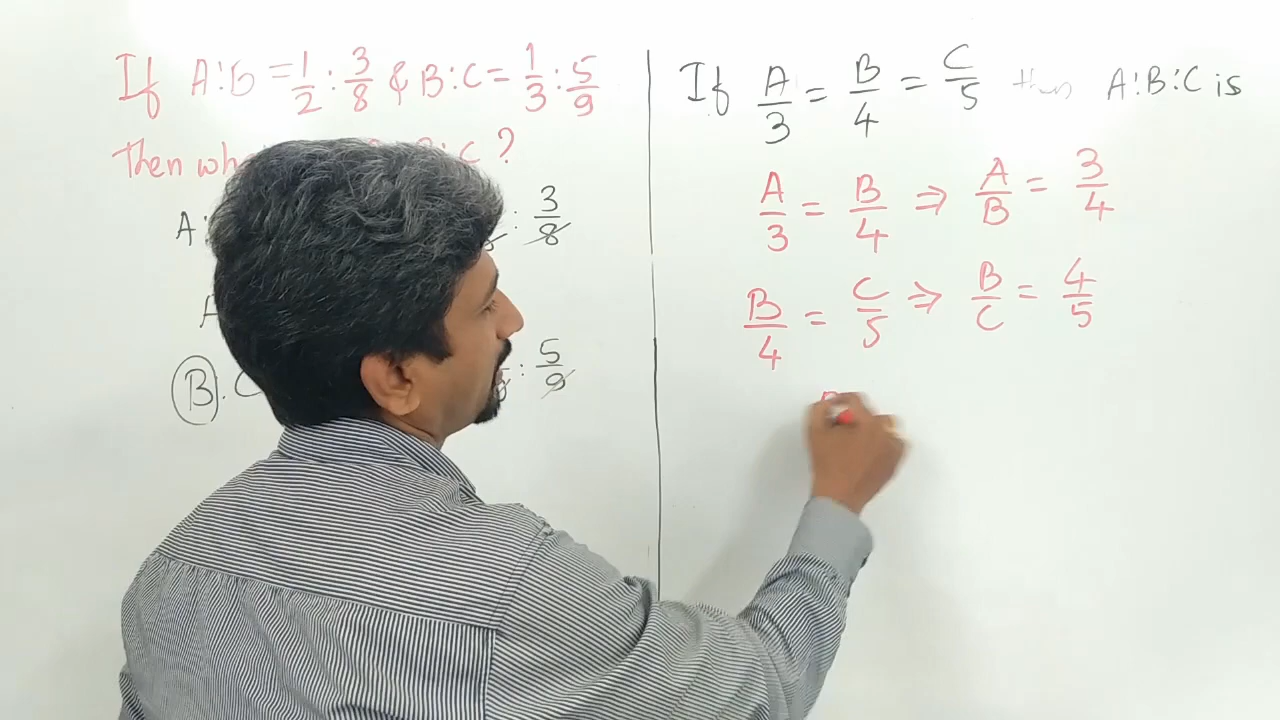 If A:B = 1/2 : 3/8 & B:C = 1/3 : 5/9
Then C ?
A : 3/8
A
B : C : 5/9
If A/3 = B/4 = C/5 then A:B:C is
A/3 = B/4 ⇒ A/B = 3/4
B/4 = C/5 ⇒ B/C = 4/5